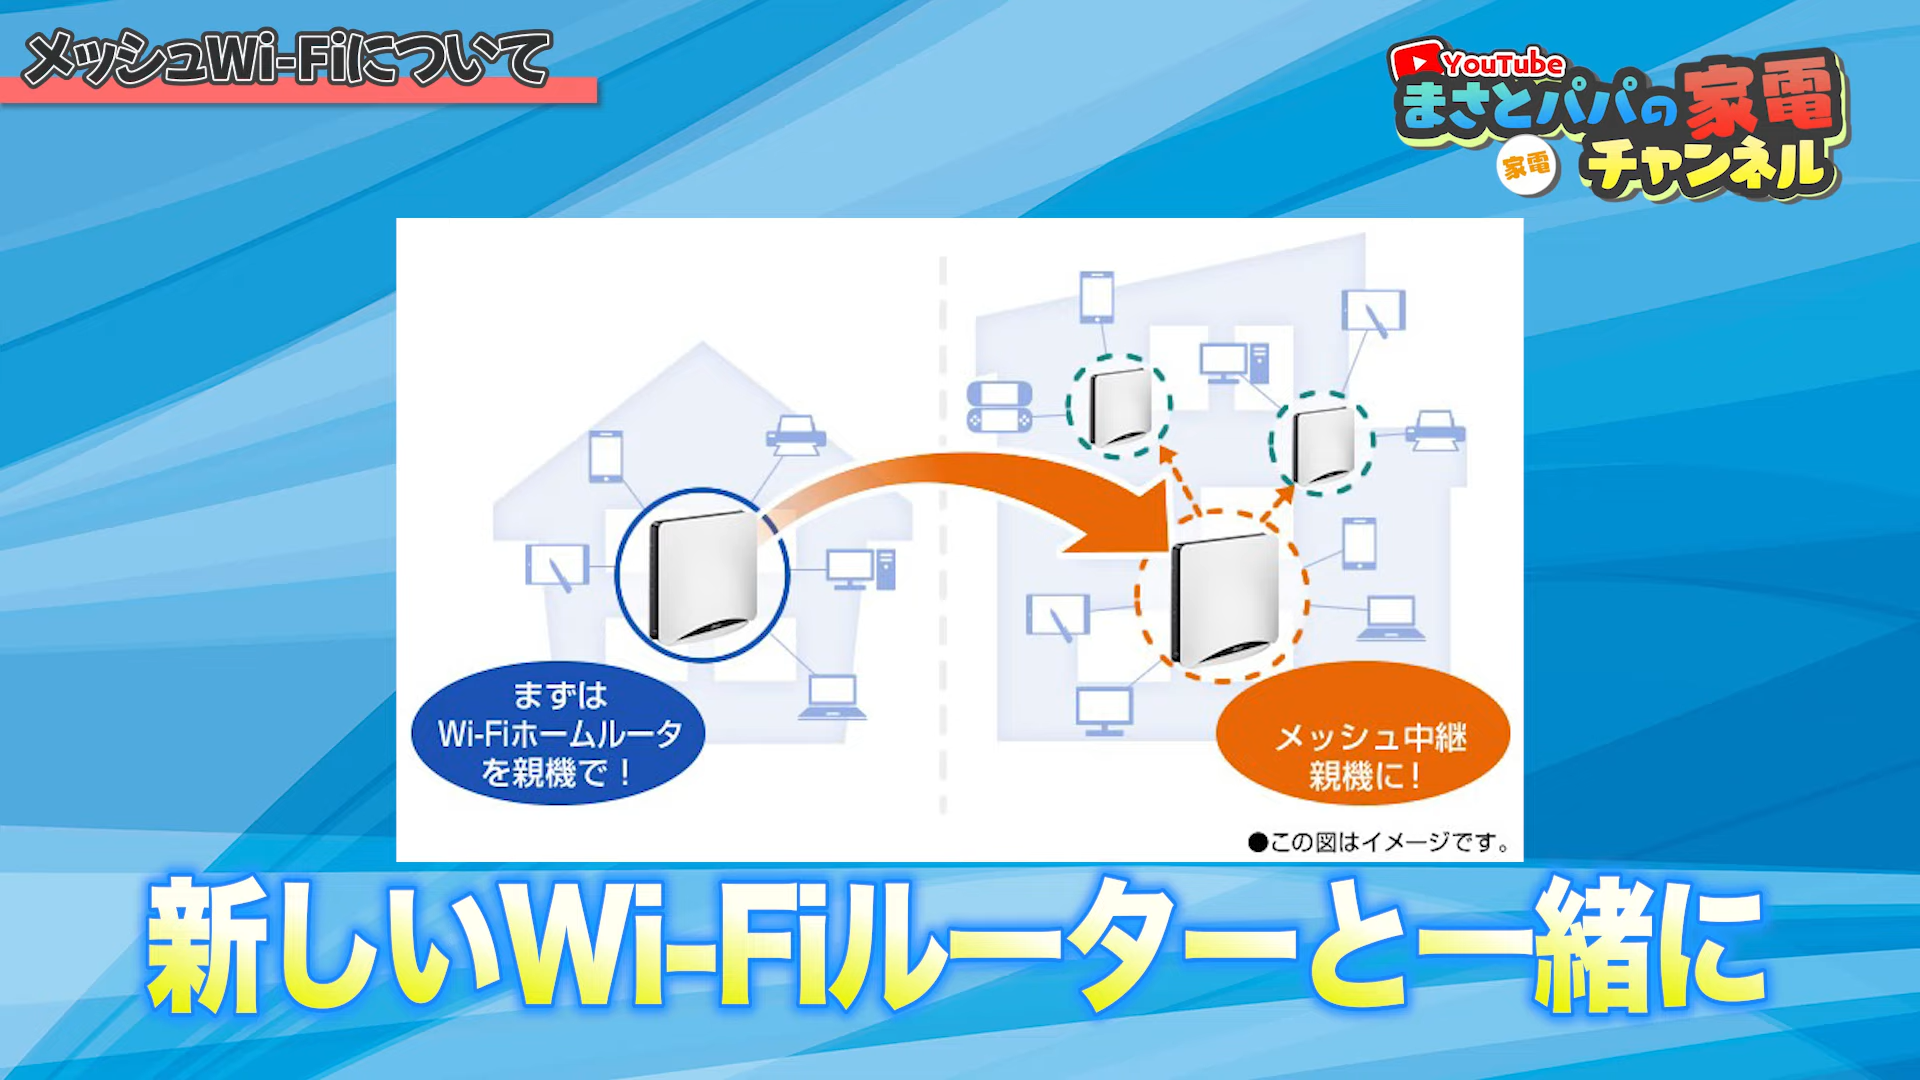 メッシュWi-Fiについて
YouTube
まさとパパの家電
家電
チャンネル
まずは
Wi-Fiホームルータ
を親機で！
メッシュ中継
親機に！
●この図はイメージです。
新しいWi-Fiルーターと一緒に